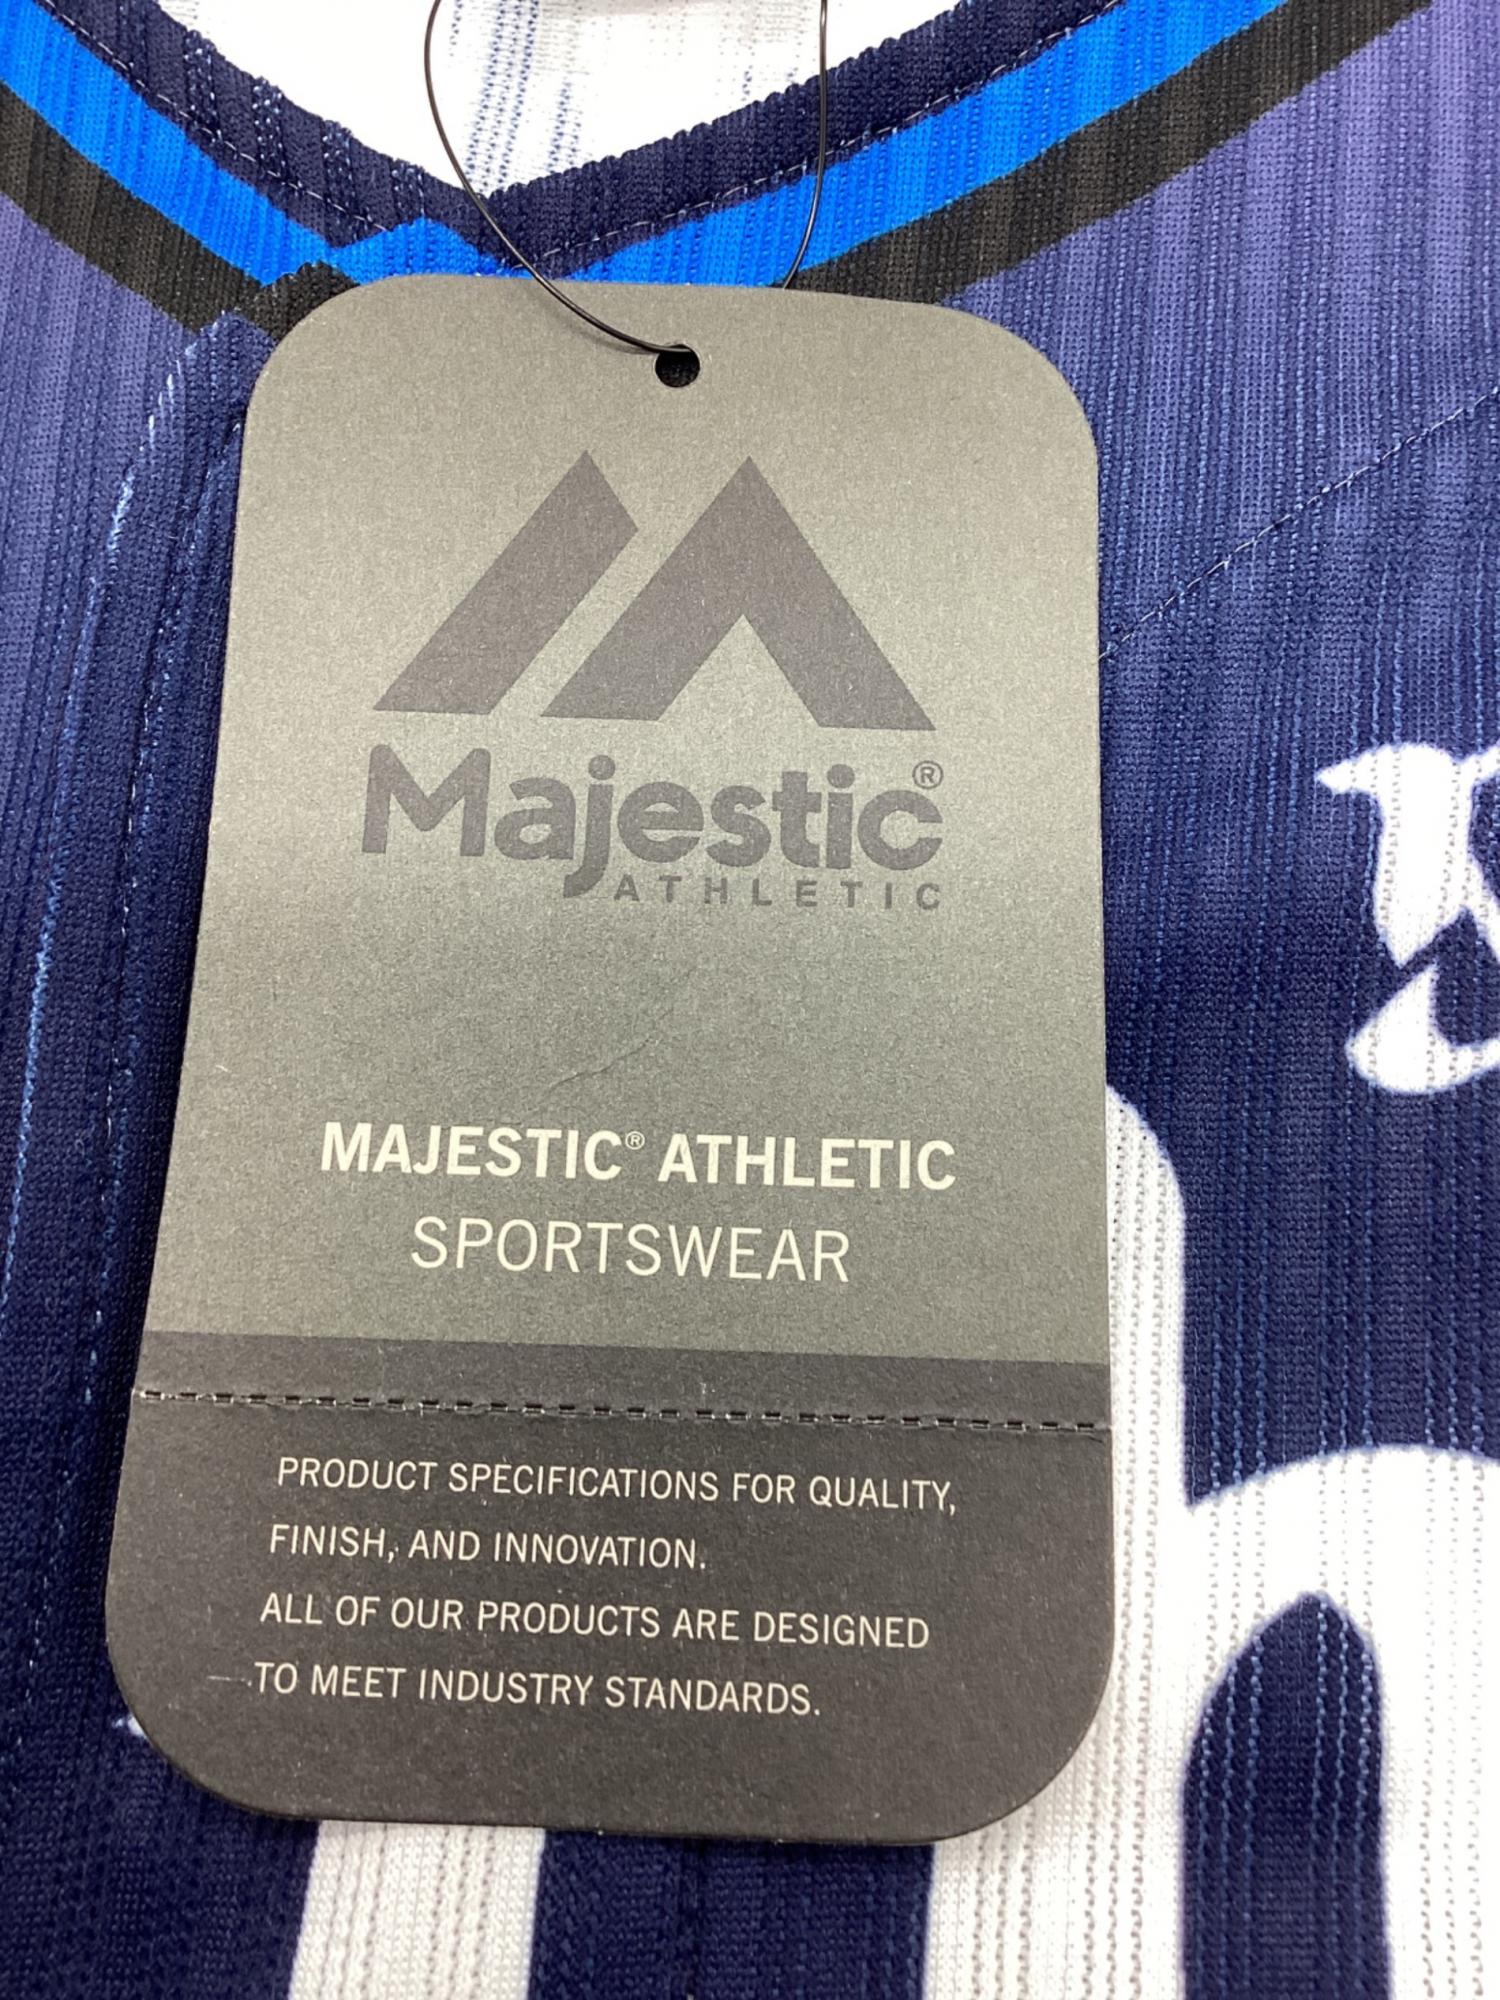 Majestic®
ATHLETIC
MAJESTIC® ATHLETIC
SPORTSWEAR
PRODUCT SPECIFICATIONS FOR QUALITY,
FINISH, AND INNOVATION.
ALL OF OUR PRODUCTS ARE DESIGNED
TO MEET INDUSTRY STANDARDS.